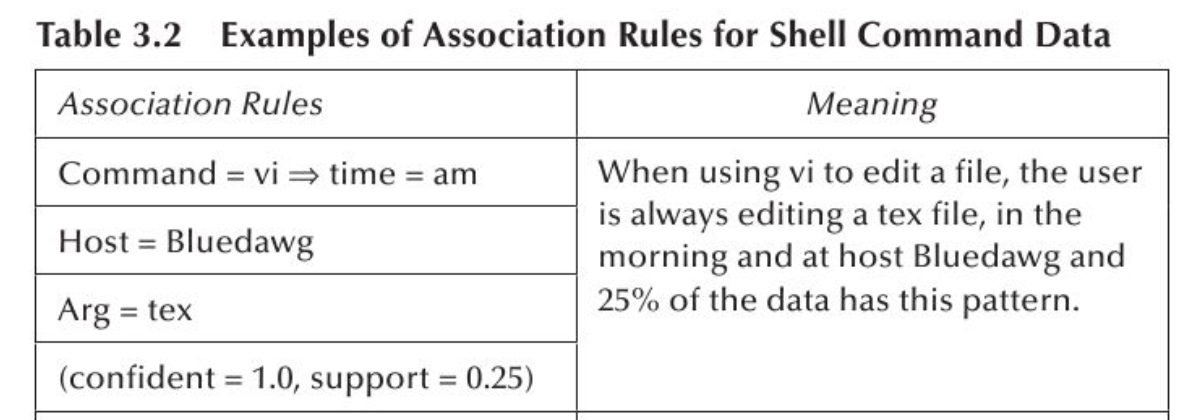 Table 3.2 Examples of Association Rules for Shell Command Data
Association Rules
Meaning
Command = vi ⇒ time = am
Host = Bluedawg
Arg = tex
(confident = 1.0, support = 0.25)
When using vi to edit a file, the user
is always editing a tex file, in the
morning and at host Bluedawg and
25% of the data has this pattern.